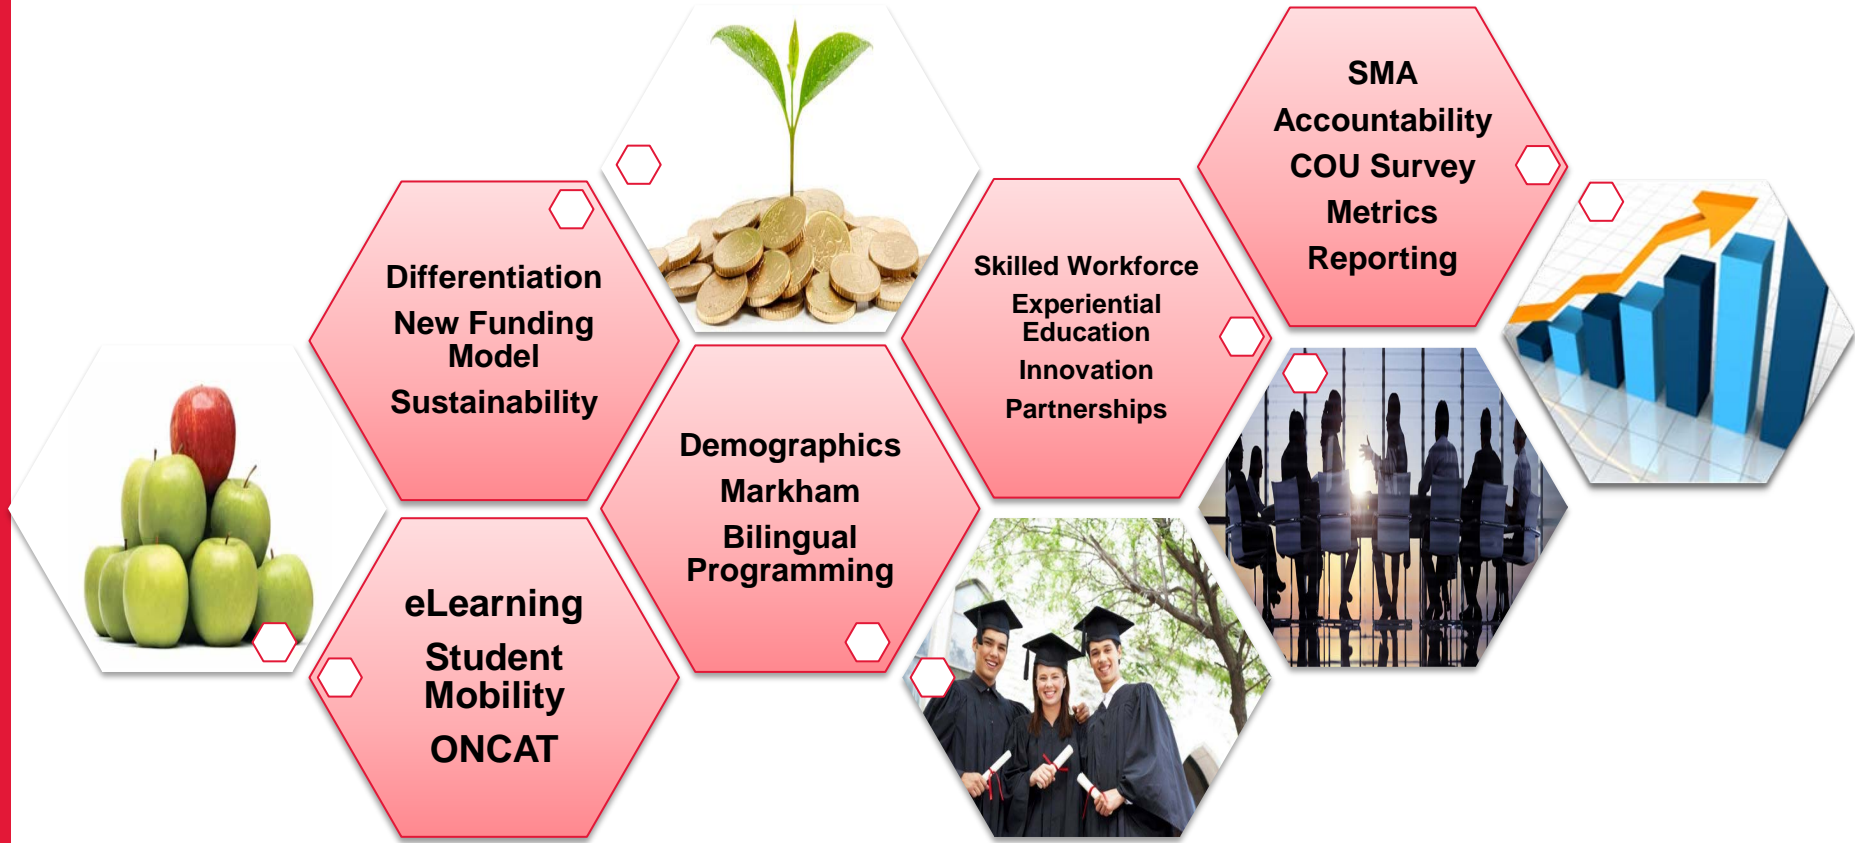 Differentiation
New Funding
Model
Sustainability
eLearning
Student
Mobility
ONCAT
Demographics
Markham
Bilingual
Programming
Skilled Workforce
Experiential
Education
Innovation
Partnerships
SMA
Accountability
COU Survey
Metrics
Reporting